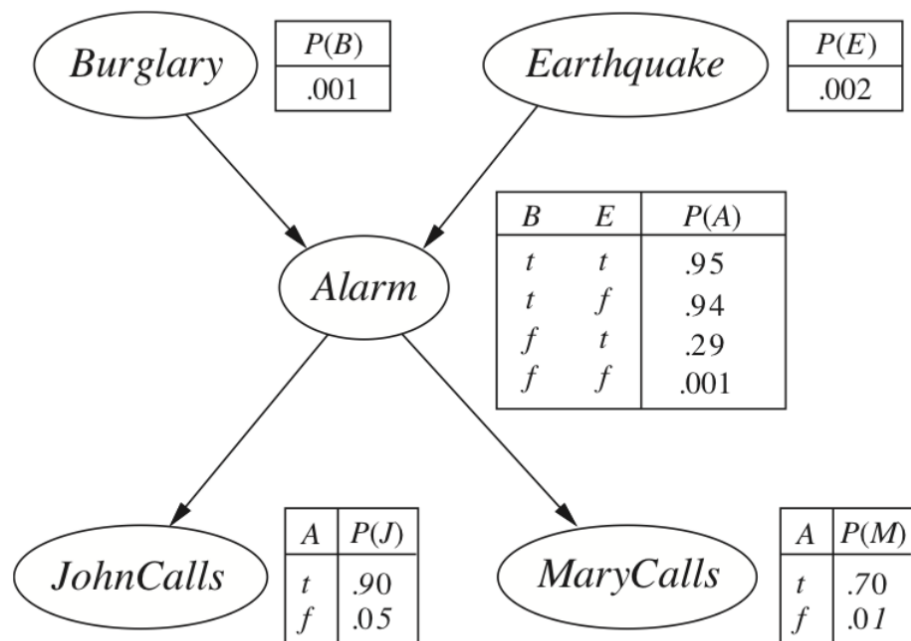 Burglary
P(B)
.001
Earthquake
P(E)
.002
B E P(A)
t t .95
t f .94
f t .29
f f .001
Alarm
JohnCalls
A P(J)
t .90
f .05
MaryCalls
A P(M)
t .70
f .01